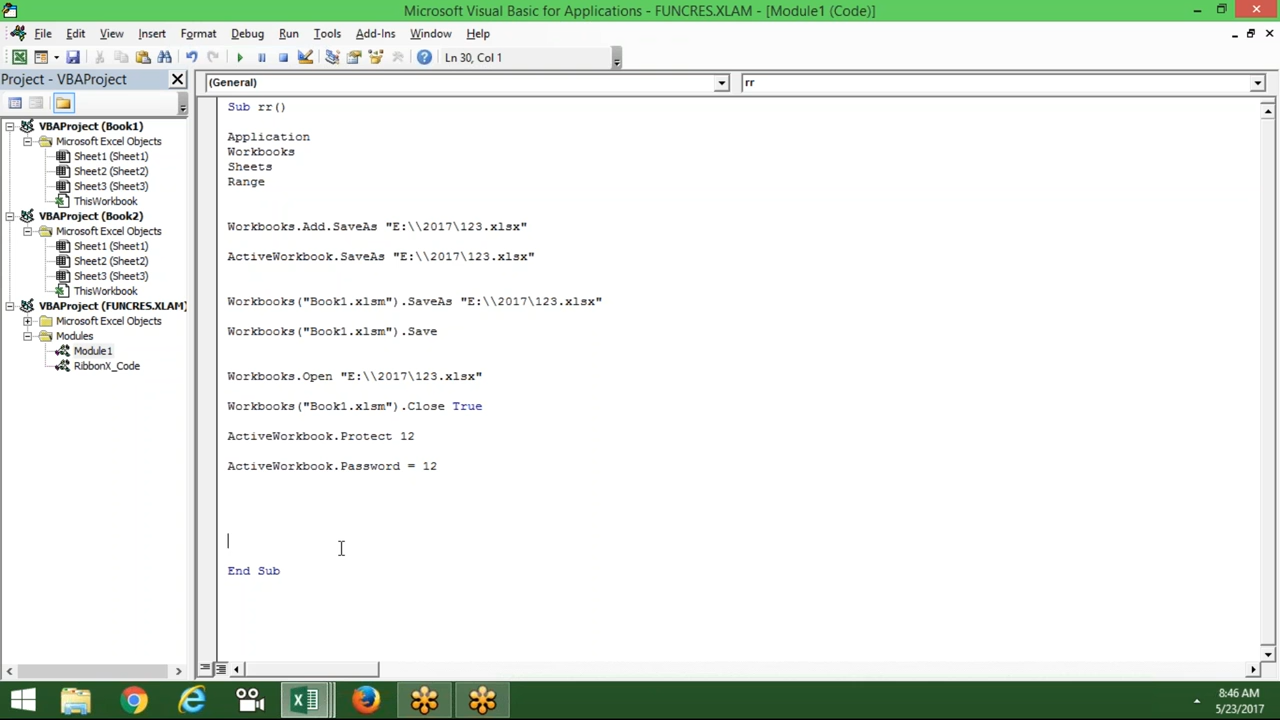 Microsoft Visual Basic for Applications - FUNCRES.XLAM - [Module1 (Code)]
File Edit View Insert Format Debug Run Tools Add-Ins Window Help
Ln 30, Col 1
Project - VBAProject
(General)
rr
VBAProject (Book1)
Microsoft Excel Objects
Sheet1 (Sheet1)
Sheet2 (Sheet2)
Sheet3 (Sheet3)
ThisWorkbook
VBAProject (Book2)
Microsoft Excel Objects
Sheet1 (Sheet1)
Sheet2 (Sheet2)
Sheet3 (Sheet3)
ThisWorkbook
VBAProject (FUNCRES.XLAM)
Microsoft Excel Objects
Modules
Module1
RibbonX_Code
Sub rr()
Application
Workbooks
Sheets
Range
Workbooks.Add.SaveAs "E:\\2017\123.xlsx"
ActiveWorkbook.SaveAs "E:\\2017\123.xlsx"
Workbooks("Book1.xlsm").SaveAs "E:\\2017\123.xlsx"
Workbooks("Book1.xlsm").Save
Workbooks.Open "E:\\2017\123.xlsx"
Workbooks("Book1.xlsm").Close True
ActiveWorkbook.Protect 12
ActiveWorkbook.Password = 12
End Sub
8:46 AM
5/23/2017